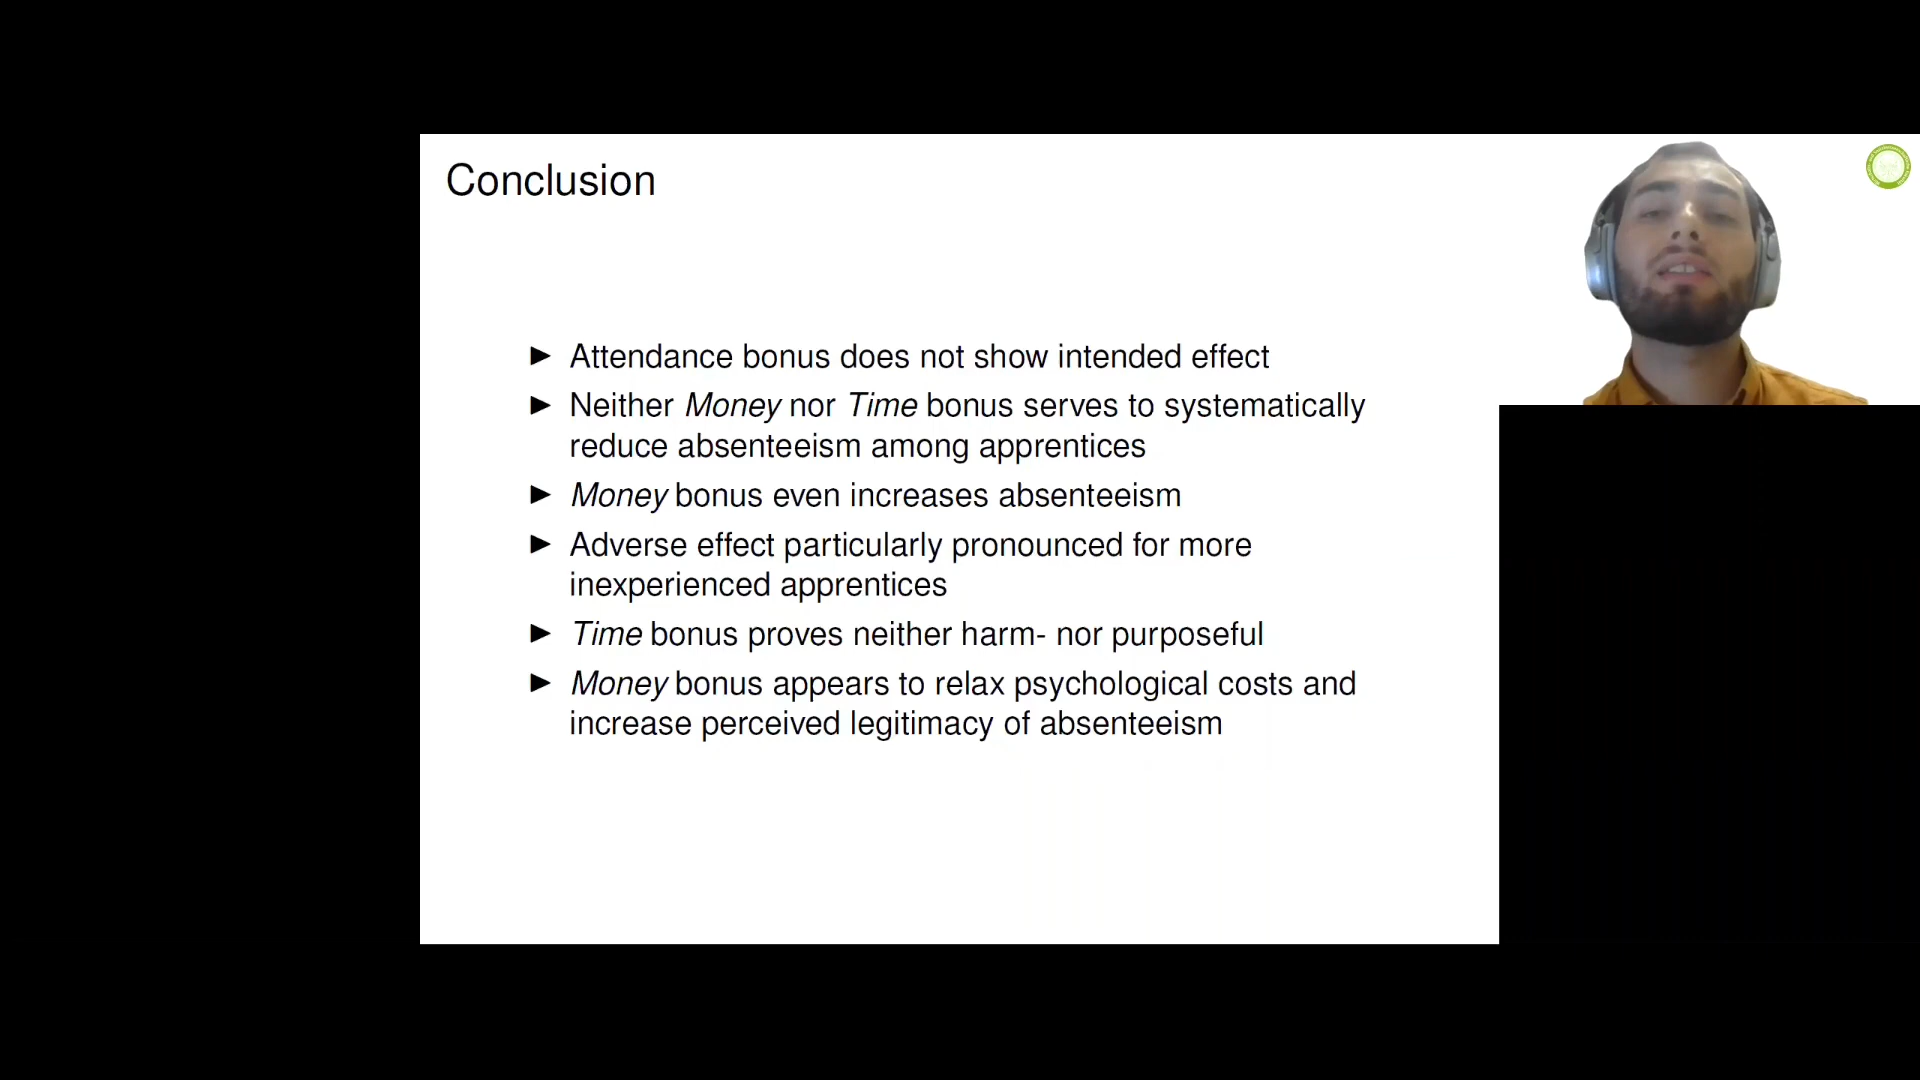 Conclusion
► Attendance bonus does not show intended effect
► Neither Money nor Time bonus serves to systematically
reduce absenteeism among apprentices
► Money bonus even increases absenteeism
► Adverse effect particularly pronounced for more
inexperienced apprentices
► Time bonus proves neither harm- nor purposeful
► Money bonus appears to relax psychological costs and
increase perceived legitimacy of absenteeism